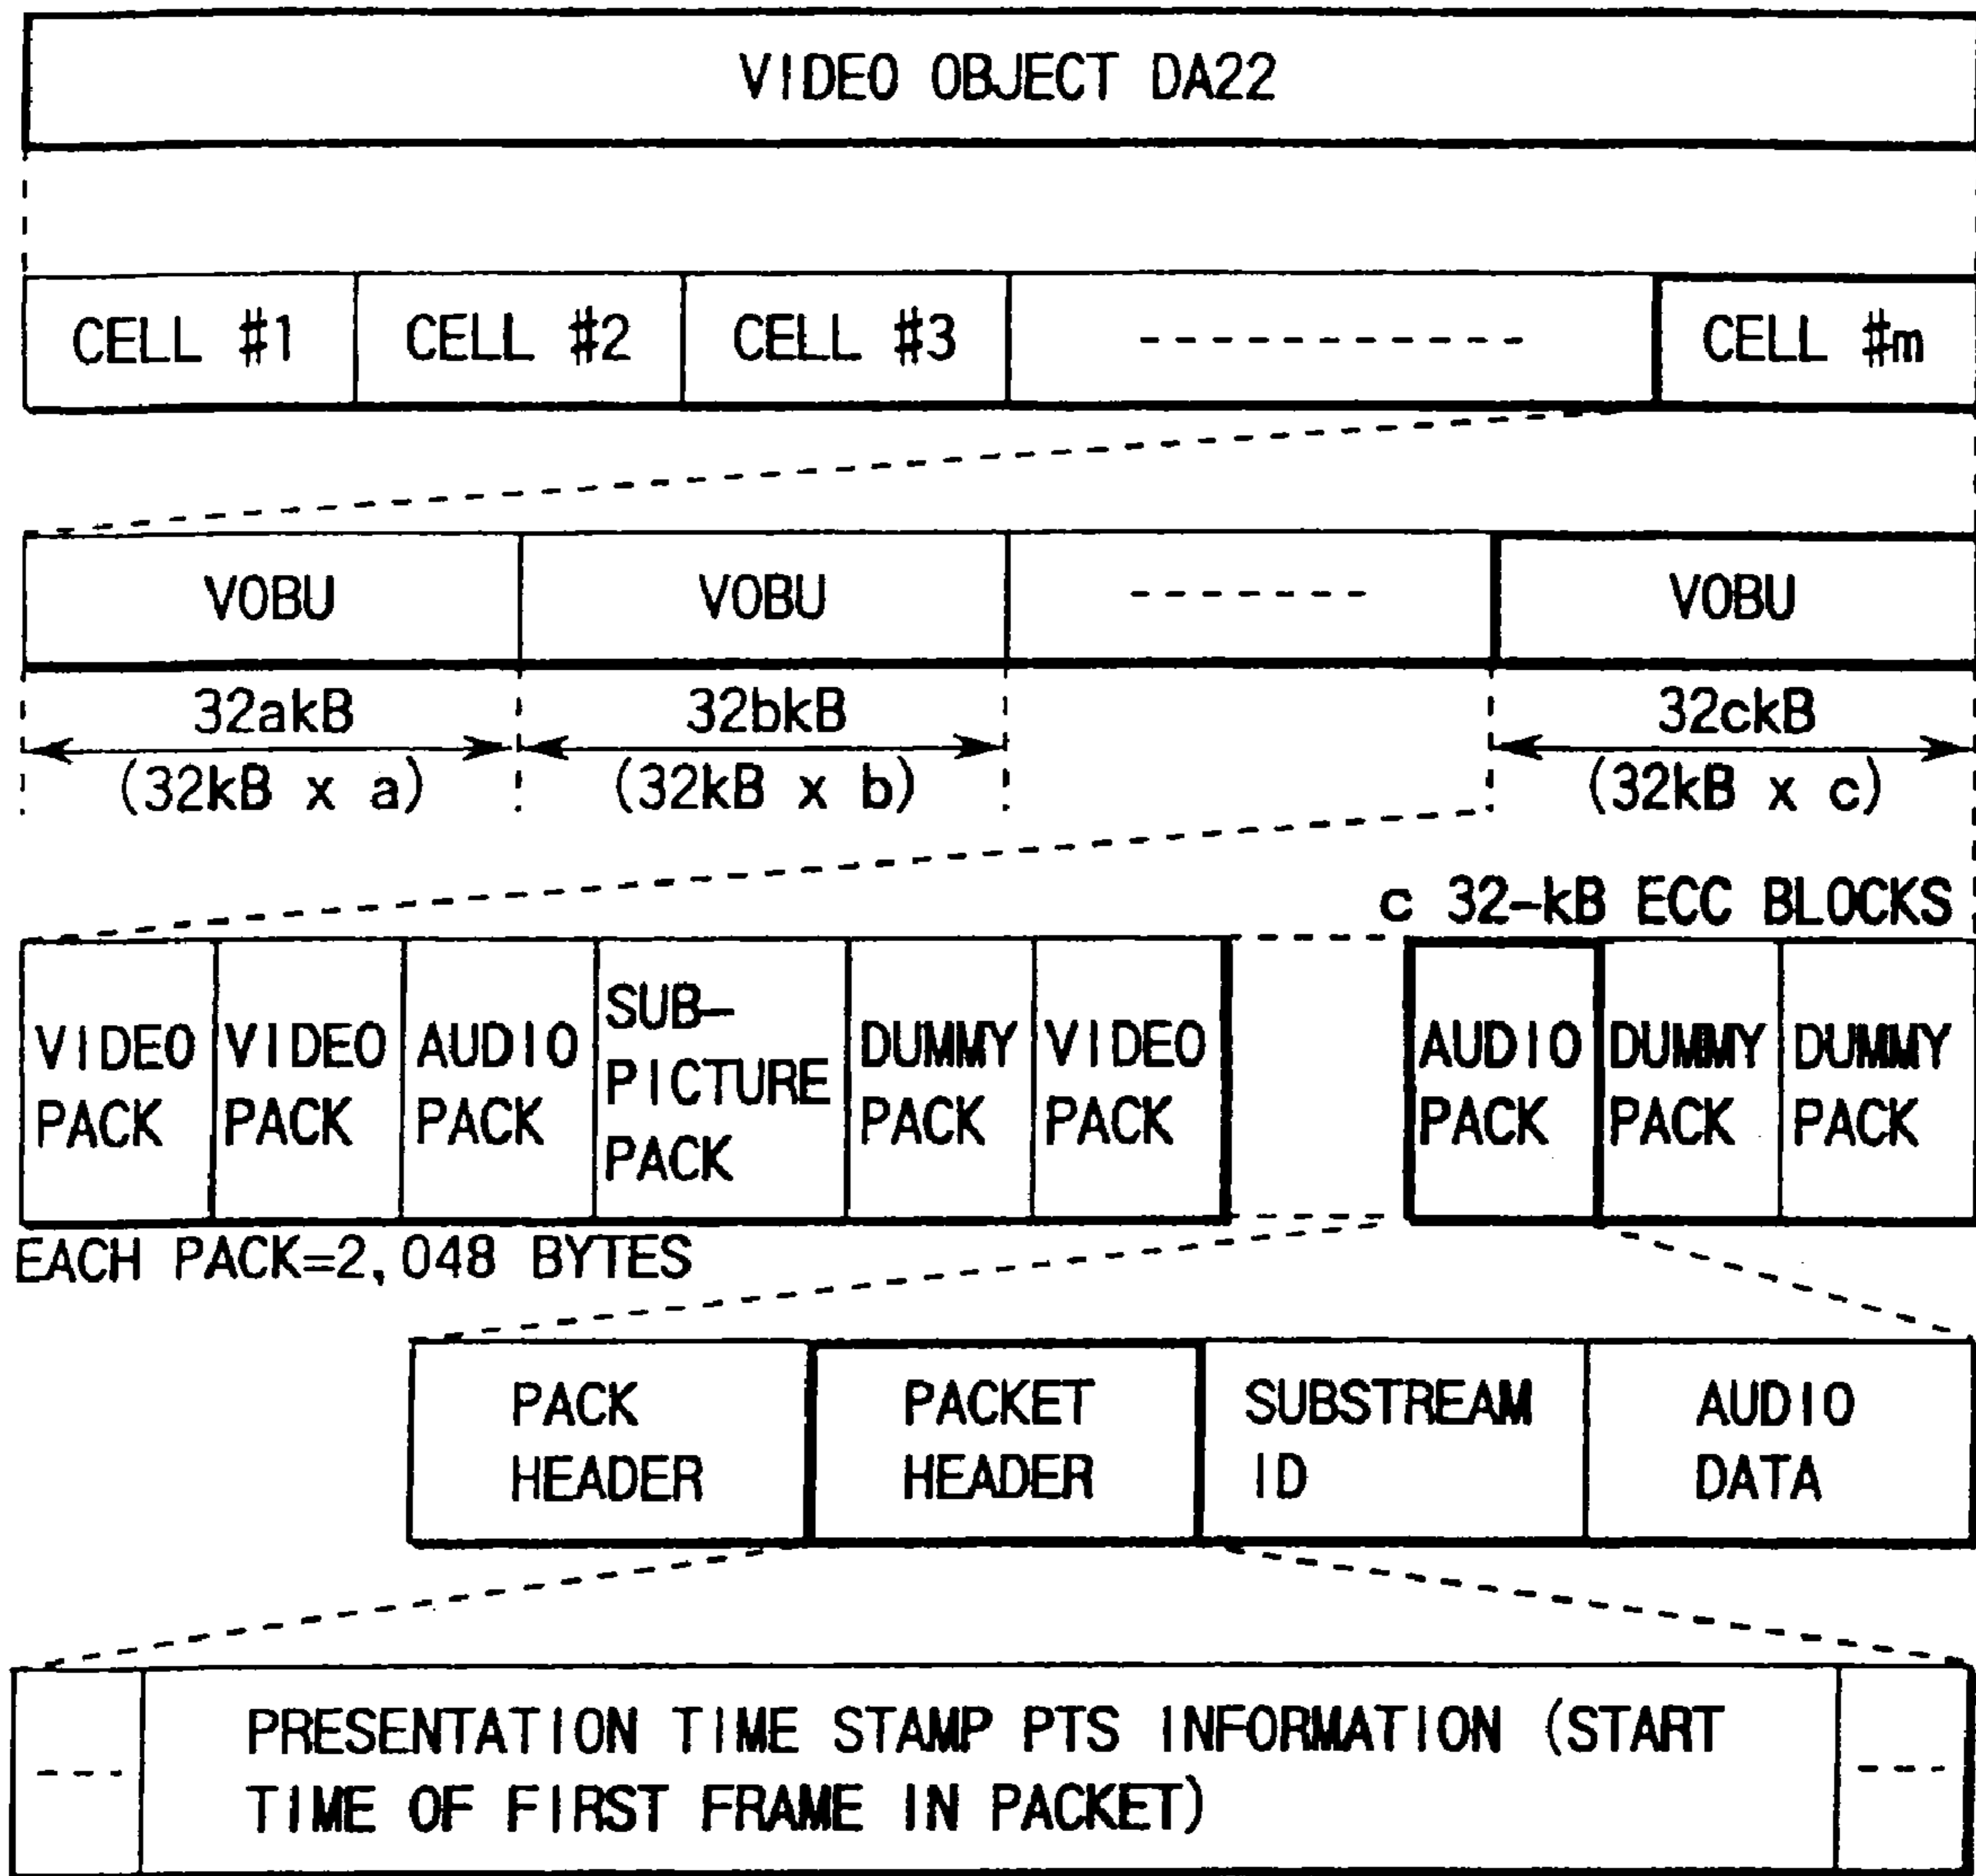 VIDEO OBJECT DA22
CELL #1 CELL #2 CELL #3 ----------- CELL #m
VOBU VOBU ------- VOBU
32akB 32bkB 32ckB
(32kB x a) (32kB x b) (32kB x c)
c 32-kB ECC BLOCKS
VIDEO PACK
VIDEO PACK
AUDIO PACK
SUB-
PICTURE
PACK
DUMMY PACK
VIDEO PACK
AUDIO PACK
DUMMY PACK
DUMMY PACK
EACH PACK=2,048 BYTES
PACK
HEADER
PACKET
HEADER
SUBSTREAM
ID
AUDIO
DATA
--- PRESENTATION TIME STAMP PTS INFORMATION (START ---
TIME OF FIRST FRAME IN PACKET)